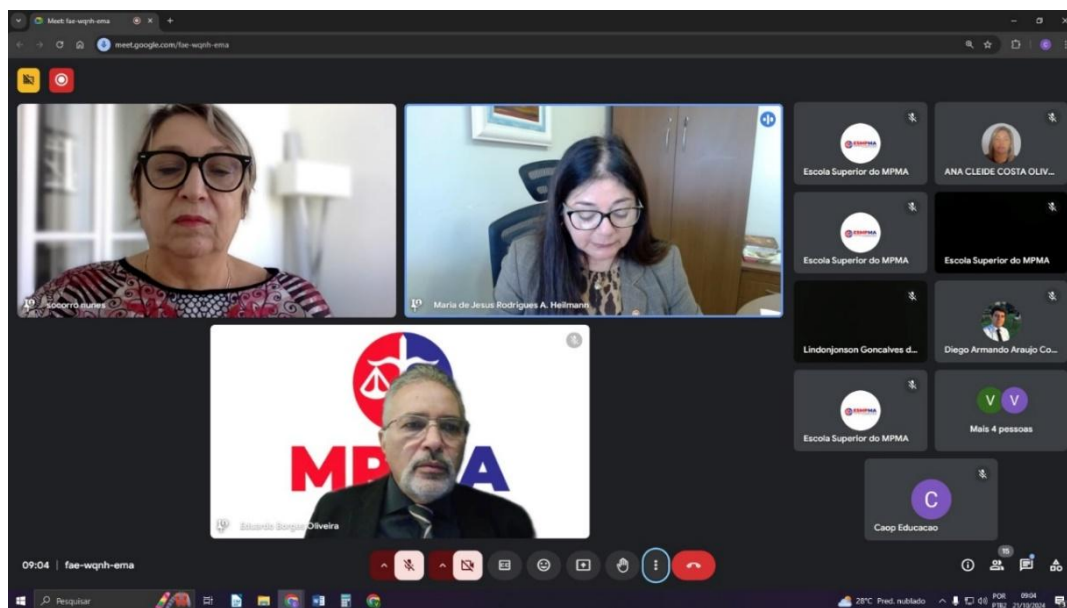 Meet: fae-wqnh-ema
meet.google.com/fae-wqnh-ema
socorro nunes
Maria de Jesus Rodrigues A. Heilmann
MP A
Eduardo Borges Oliveira
Escola Superior do MPMA
ANA CLEIDE COSTA OLIV...
Escola Superior do MPMA
Escola Superior do MPMA
Lindonjonson Goncalves d...
Diego Armando Araujo Co...
ESMPMA
Escola Superior do MPMA
V V
Mais 4 pessoas
C
Caop Educacao
09:04 | fae-wqnh-ema
15
Pesquisar
28°C Pred. nublado
POR
PTB2
09:04
21/10/2024